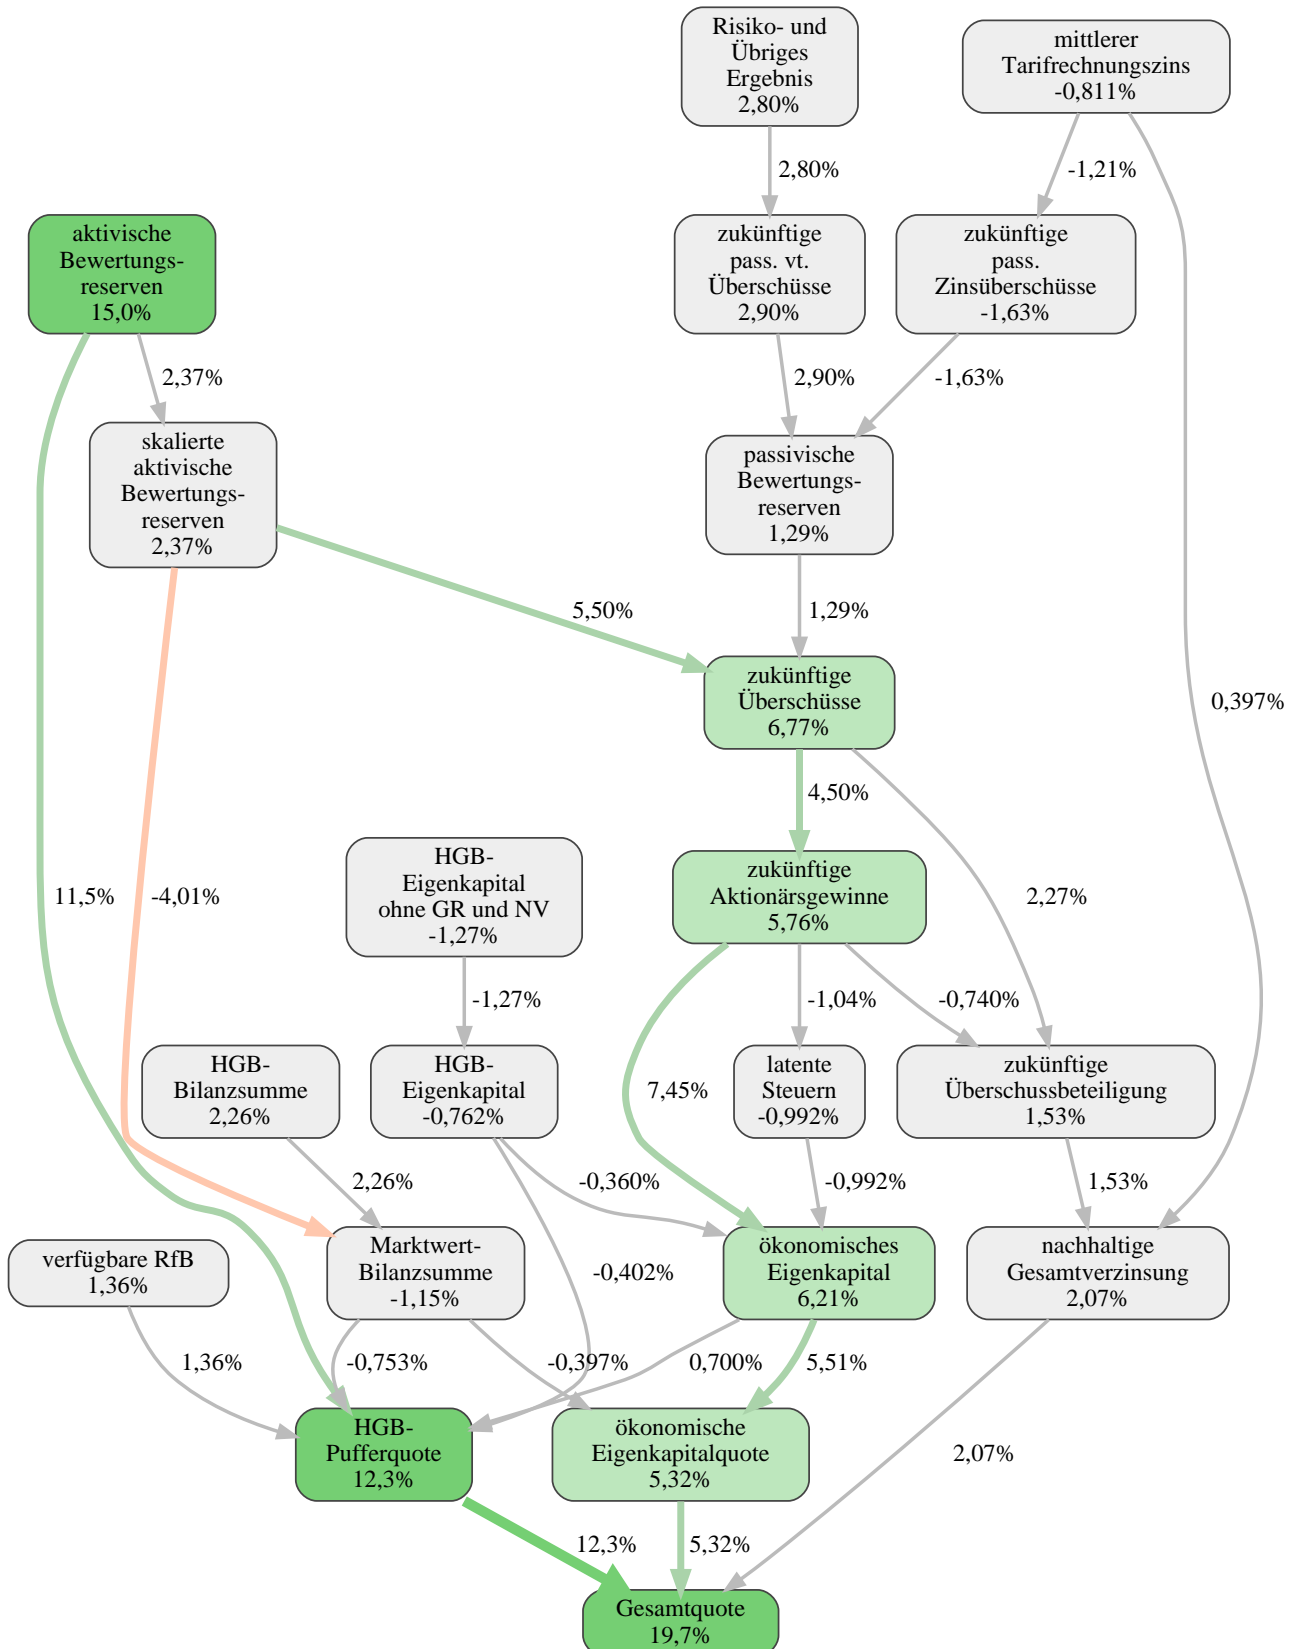 Risiko- und
Übriges
Ergebnis
2,80%
mittlerer
Tarifrechnungszins
-0,811%
2,80%
-1,21%
aktivische
Bewertungs-
reserven
15,0%
zukünftige
pass. vt.
Überschüsse
2,90%
zukünftige
pass.
Zinsüberschüsse
-1,63%
2,37%
2,90%
-1,63%
skalierte
aktivische
Bewertungs-
reserven
2,37%
passivische
Bewertungs-
reserven
1,29%
5,50%
1,29%
zukünftige
Überschüsse
6,77%
0,397%
4,50%
HGB-
Eigenkapital
ohne GR und NV
-1,27%
zukünftige
Aktionärsgewinne
5,76%
11,5%
-4,01%
2,27%
-1,27%
-1,04%
-0,740%
HGB-
Bilanzsumme
2,26%
HGB-
Eigenkapital
-0,762%
7,45%
latente
Steuern
-0,992%
zukünftige
Überschussbeteiligung
1,53%
2,26%
-0,360%
-0,992%
1,53%
verfügbare RfB
1,36%
Marktwert-
Bilanzsumme
-1,15%
-0,402%
ökonomisches
Eigenkapital
6,21%
nachhaltige
Gesamtverzinsung
2,07%
1,36%
-0,753%
-0,397%
0,700%
5,51%
HGB-
Pufferquote
12,3%
ökonomische
Eigenkapitalquote
5,32%
2,07%
12,3%
5,32%
Gesamtquote
19,7%